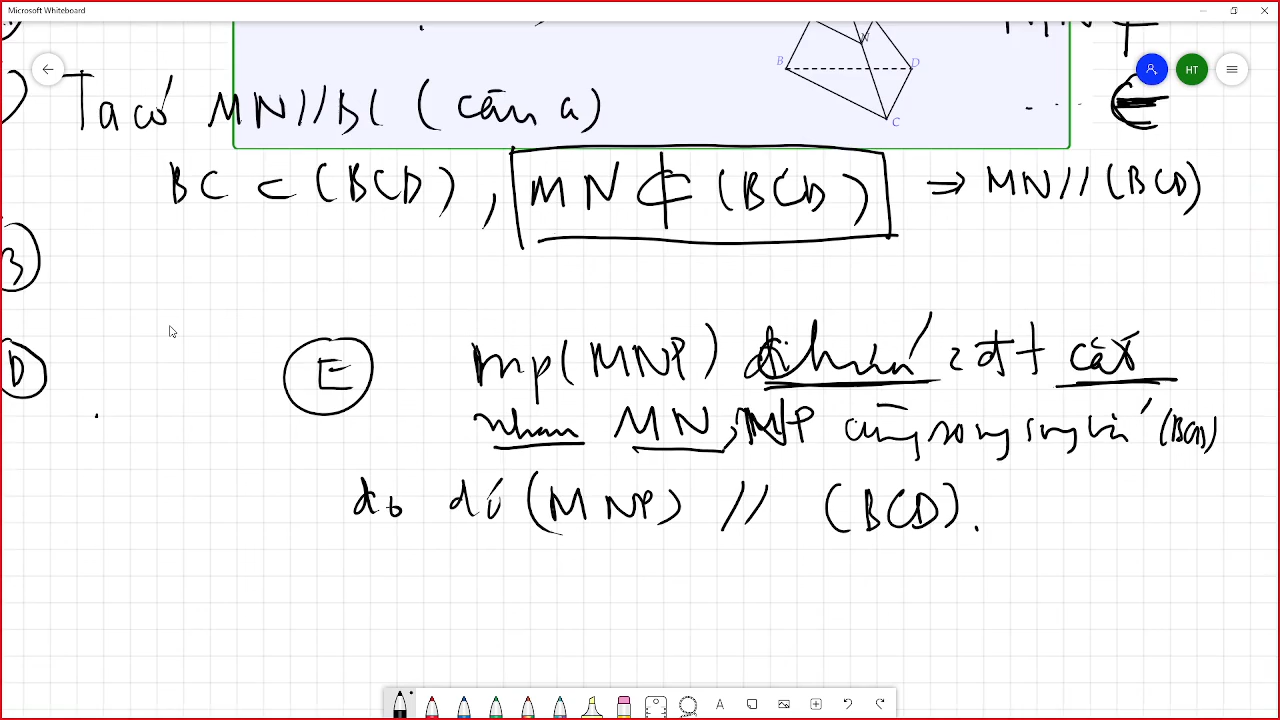 Microsoft Whiteboard
HT
MN
N
B
D
C
Ta có MN//BC (câu a)
... ∈
BC ⊂ (BCD), MN ⊄ (BCD) ⇒ MN // (BCD)
B
D
E
mp(MNP) chứa 2 đt cắt
nhau MN, NP cùng song song với (BCD)
do đó (MNP) // (BCD).
A